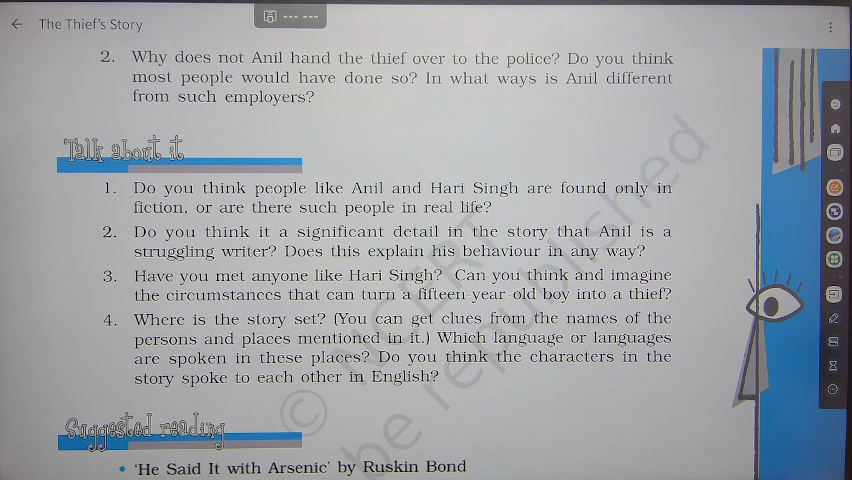 The Thief's Story
2. Why does not Anil hand the thief over to the police? Do you think
most people would have done so? In what ways is Anil different
from such employers?
Talk about it
1. Do you think people like Anil and Hari Singh are found only in
fiction, or are there such people in real life?
2. Do you think it a significant detail in the story that Anil is a
struggling writer? Does this explain his behaviour in any way?
3. Have you met anyone like Hari Singh? Can you think and imagine
the circumstances that can turn a fifteen-year-old boy into a thief?
4. Where is the story set? (You can get clues from the names of the
persons and places mentioned in it.) Which language or languages
are spoken in these places? Do you think the characters in the
story spoke to each other in English?
© NCERT
be republished
Suggested reading
• 'He Said It with Arsenic' by Ruskin Bond